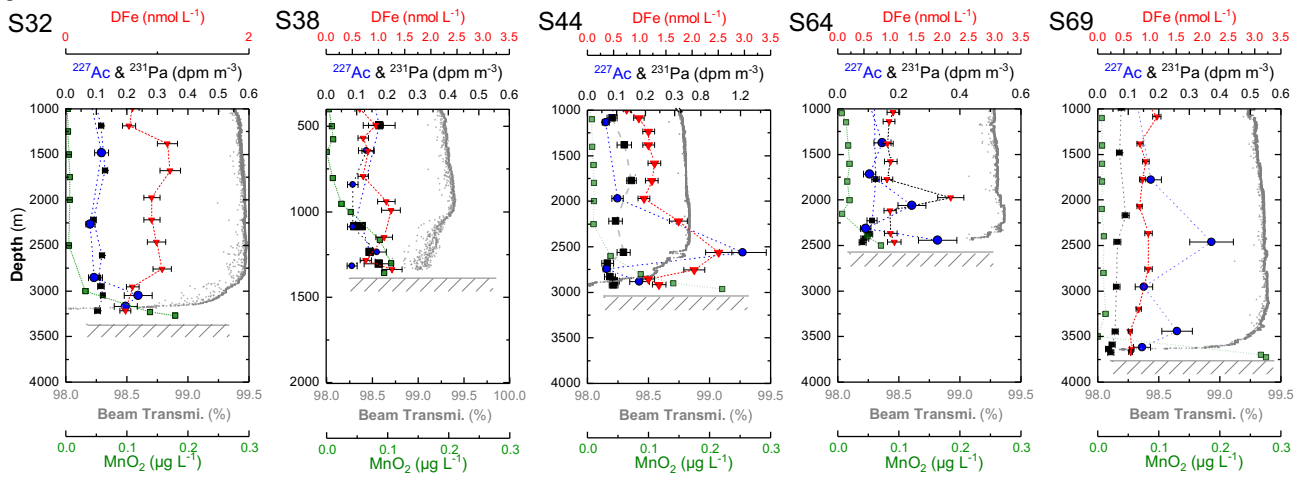 S32 S38 S44 S64 S69
DFe (nmol L⁻¹) DFe (nmol L⁻¹) DFe (nmol L⁻¹) DFe (nmol L⁻¹) DFe (nmol L⁻¹)
0 2
0.0 0.5 1.0 1.5 2.0 2.5 3.0 3.5
0.0 0.5 1.0 1.5 2.0 2.5 3.0
0.0 0.5 1.0 1.5 2.0 2.5 3.0 3.5
0.0 0.5 1.0 1.5 2.0 2.5 3.0 3.5
²²⁷Ac & ²³¹Pa (dpm m⁻³) ²²⁷Ac & ²³¹Pa (dpm m⁻³) ²²⁷Ac & ²³¹Pa (dpm m⁻³) ²²⁷Ac & ²³¹Pa (dpm m⁻³) ²²⁷Ac & ²³¹Pa (dpm m⁻³)
0.0 0.1 0.2 0.3 0.4 0.5 0.6
0.0 0.1 0.2 0.3 0.4 0.5 0.6
0.0 0.1 0.2 0.3 0.8 1.2
0.0 0.1 0.2 0.3 0.4 0.5 0.6
0.0 0.1 0.2 0.3 0.4 0.5 0.6
Depth (m)
1000
1500
2000
2500
3000
3500
4000
500
1000
1500
2000
1000
1500
2000
2500
3000
3500
4000
1000
1500
2000
2500
3000
3500
4000
1000
1500
2000
2500
3000
3500
4000
98.0 98.5 99.0 99.5
98.0 98.5 99.0 99.5 100.0
98.0 98.5 99.0 99.5
98.0 98.5 99.0 99.5
98.0 98.5 99.0 99.5
Beam Transmi. (%) Beam Transmi. (%) Beam Transmi. (%) Beam Transmi. (%) Beam Transmi. (%)
0.0 0.1 0.2 0.3
0.0 0.1 0.2 0.3
0.0 0.1 0.2 0.3
0.0 0.1 0.2 0.3
0.0 0.1 0.2 0.3
MnO₂ (µg L⁻¹) MnO₂ (µg L⁻¹) MnO₂ (µg L⁻¹) MnO₂ (µg L⁻¹) MnO₂ (µg L⁻¹)